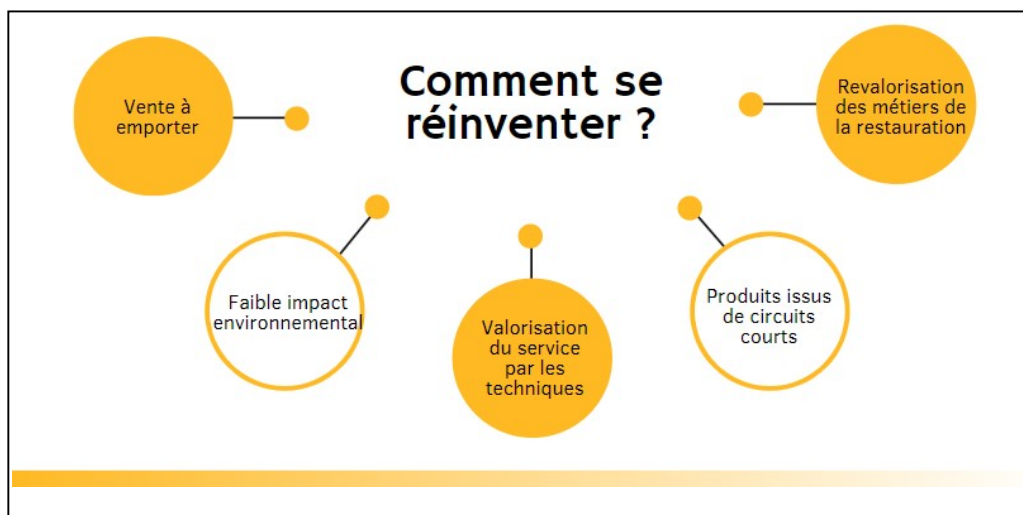 Comment se
réinventer ?
Vente à
emporter
Faible impact
environnemental
Valorisation
du service
par les
techniques
Produits issus
de circuits
courts
Revalorisation
des métiers de
la restauration